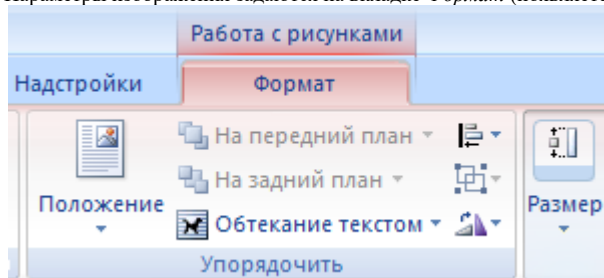 Работа с рисунками
Надстройки
Формат
На передний план
На задний план
Положение
Обтекание текстом
Размер
Упорядочить